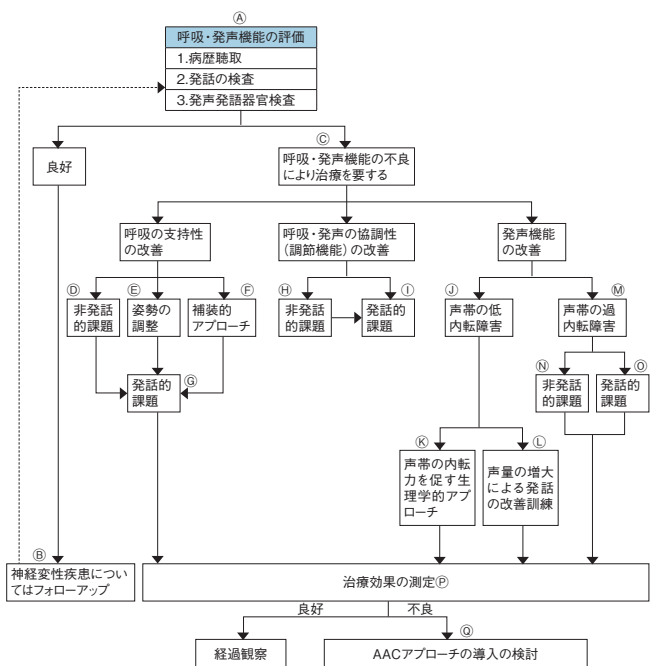 Ⓐ
呼吸・発声機能の評価
1.病歴聴取
2.発話の検査
3.発声発語器官検査
良好
Ⓒ
呼吸・発声機能の不良
により治療を要する
呼吸の支持性
の改善
呼吸・発声の協調性
(調節機能)の改善
発声機能
の改善
Ⓓ
非発話
的課題
Ⓔ
姿勢の
調整
Ⓕ
補装的
アプローチ
Ⓖ
発話的
課題
Ⓗ
非発話
的課題
Ⓘ
発話的
課題
Ⓙ
声帯の低
内転障害
Ⓜ
声帯の過
内転障害
Ⓝ
非発話
的課題
Ⓞ
発話的
課題
Ⓚ
声帯の内転
力を促す生
理学的アプ
ローチ
Ⓛ
声量の増大
による発話
の改善訓練
Ⓑ
神経変性疾患につい
てはフォローアップ
治療効果の測定Ⓟ
良好
不良
経過観察
Ⓠ
AACアプローチの導入の検討